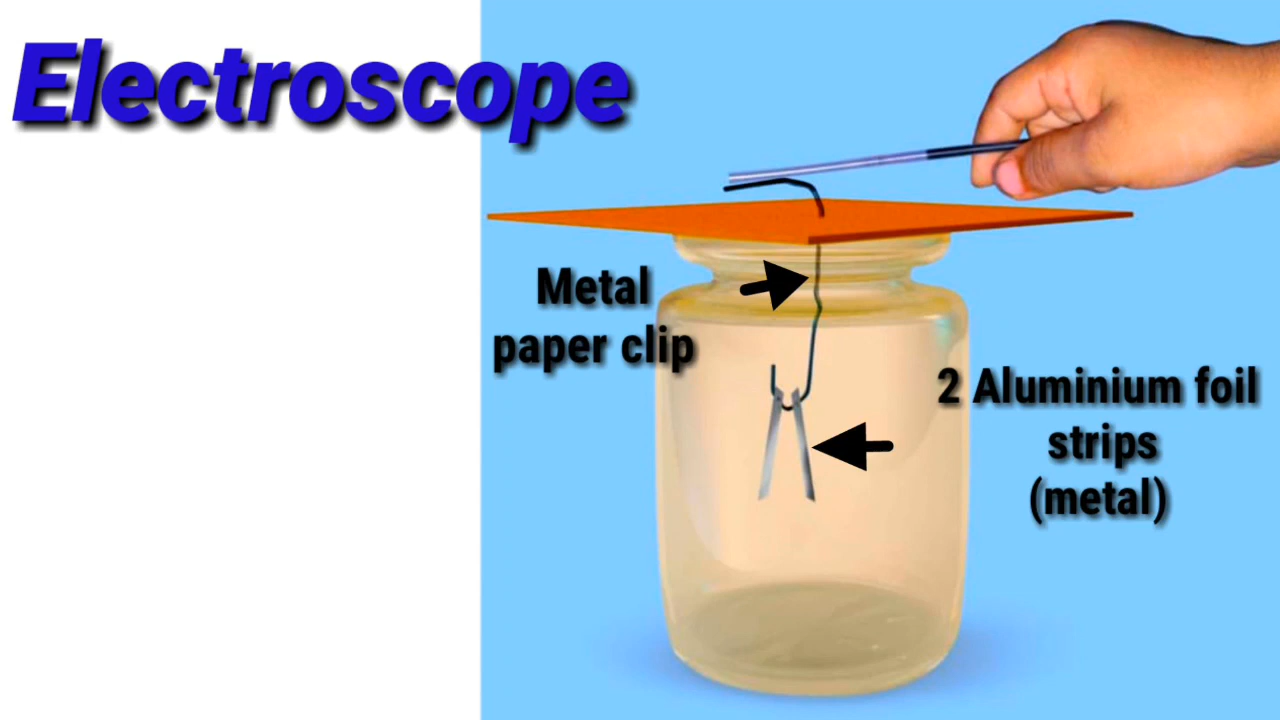 Electroscope
Metal
paper clip
2 Aluminium foil
strips
(metal)